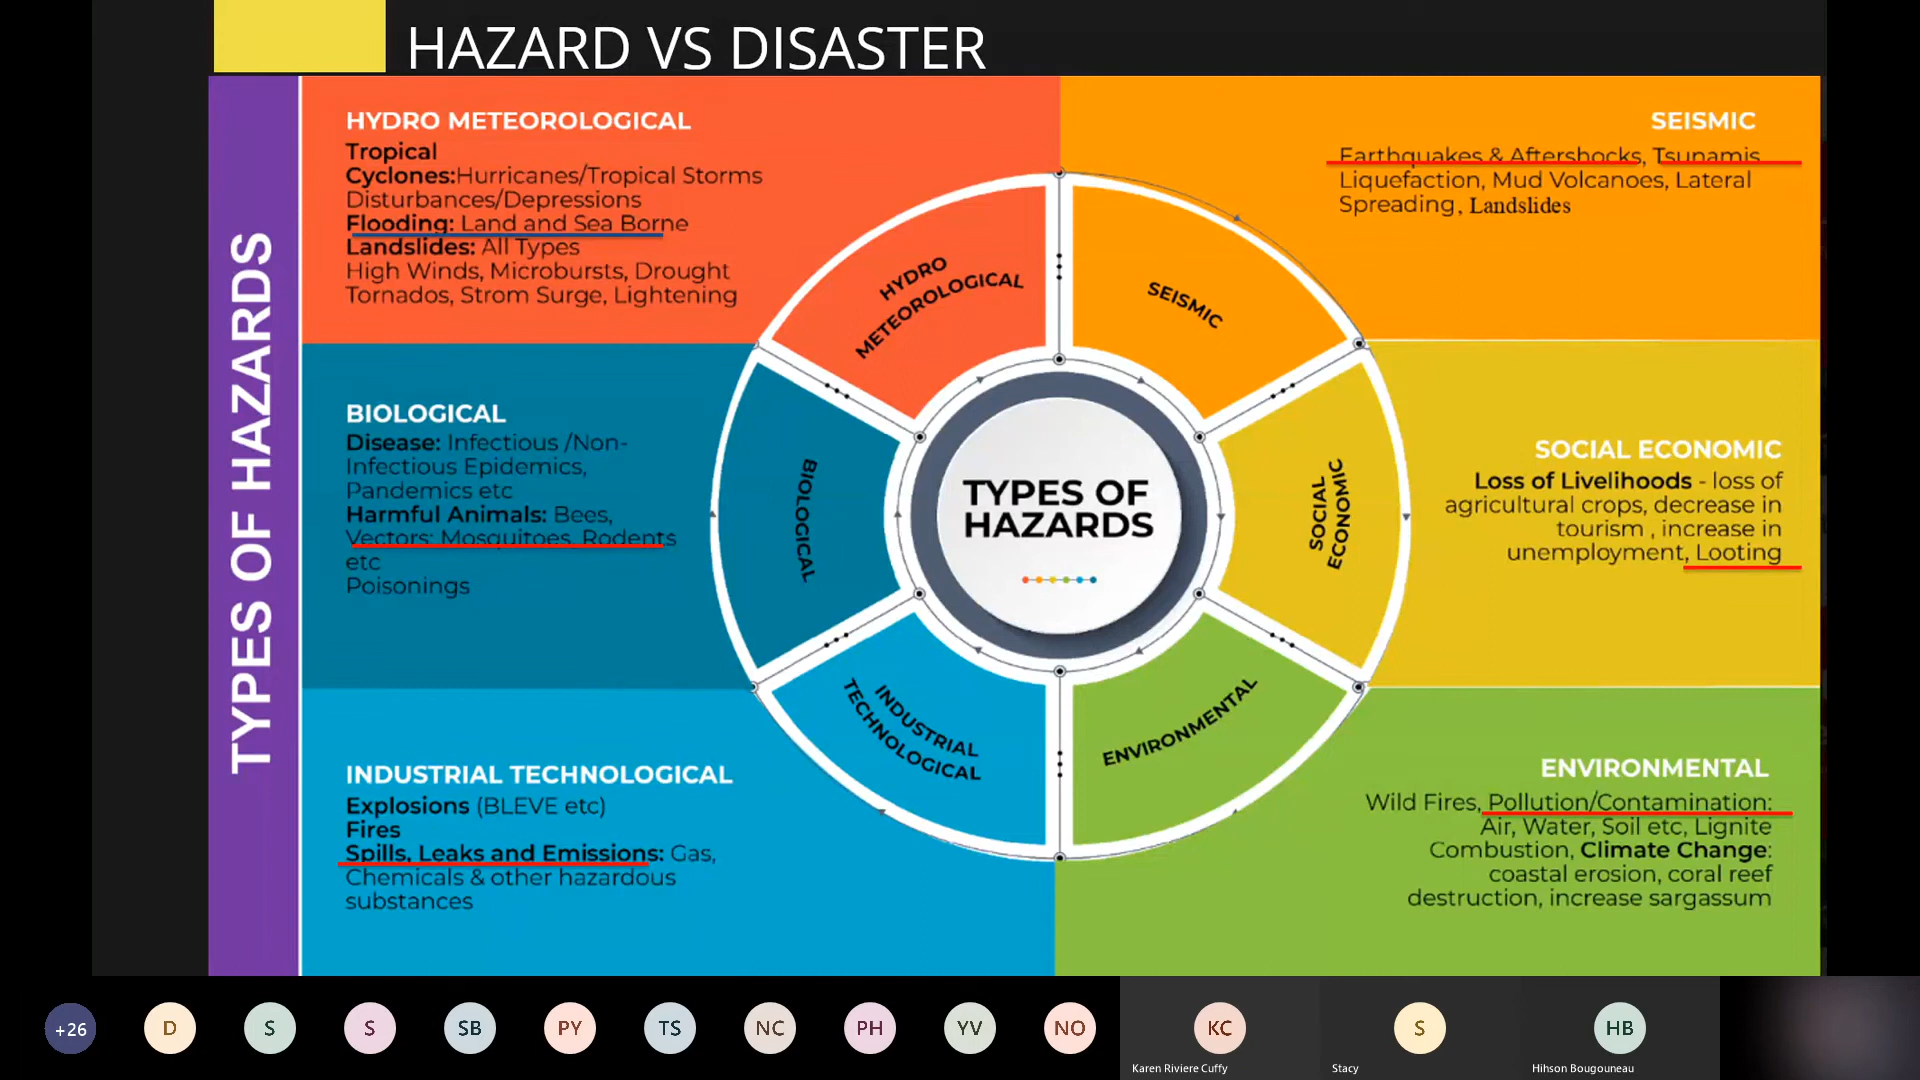 HAZARD VS DISASTER
TYPES OF HAZARDS
HYDRO METEOROLOGICAL
Tropical
Cyclones:Hurricanes/Tropical Storms
Disturbances/Depressions
Flooding: Land and Sea Borne
Landslides: All Types
High Winds, Microbursts, Drought
Tornados, Strom Surge, Lightening
SEISMIC
Earthquakes & Aftershocks, Tsunamis
Liquefaction, Mud Volcanoes, Lateral
Spreading, Landslides
BIOLOGICAL
Disease: Infectious /Non-
Infectious Epidemics,
Pandemics etc
Harmful Animals: Bees,
Vectors: Mosquitoes, Rodents
etc
Poisonings
SOCIAL ECONOMIC
Loss of Livelihoods - loss of
agricultural crops, decrease in
tourism , increase in
unemployment, Looting
INDUSTRIAL TECHNOLOGICAL
Explosions (BLEVE etc)
Fires
Spills, Leaks and Emissions: Gas,
Chemicals & other hazardous
substances
ENVIRONMENTAL
Wild Fires, Pollution/Contamination:
Air, Water, Soil etc, Lignite
Combustion, Climate Change:
coastal erosion, coral reef
destruction, increase sargassum
HYDRO
METEOROLOGICAL
SEISMIC
BIOLOGICAL
SOCIAL
ECONOMIC
INDUSTRIAL
TECHNOLOGICAL
ENVIRONMENTAL
TYPES OF
HAZARDS
+26
D
S
S
SB
PY
TS
NC
PH
YV
NO
KC
S
HB
Karen Riviere Cuffy
Stacy
Hihson Bougouneau